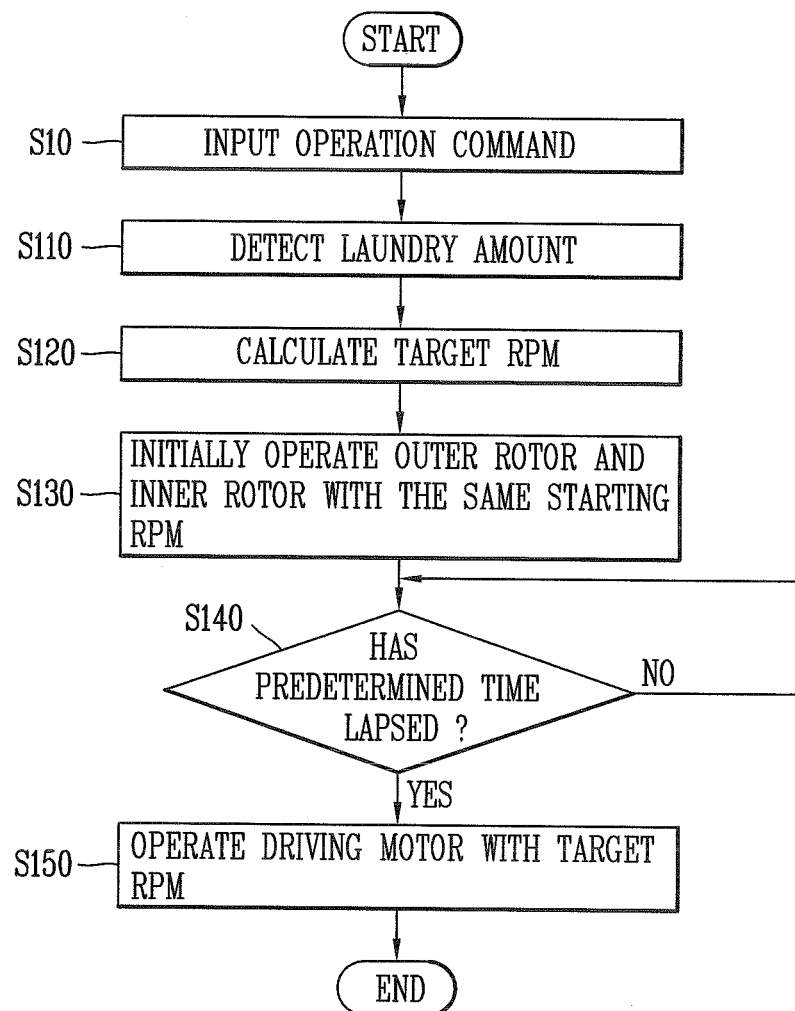 START
S10
INPUT OPERATION COMMAND
S110
DETECT LAUNDRY AMOUNT
S120
CALCULATE TARGET RPM
S130
INITIALLY OPERATE OUTER ROTOR AND
INNER ROTOR WITH THE SAME STARTING
RPM
S140
HAS
PREDETERMINED TIME
LAPSED ?
NO
YES
S150
OPERATE DRIVING MOTOR WITH TARGET
RPM
END